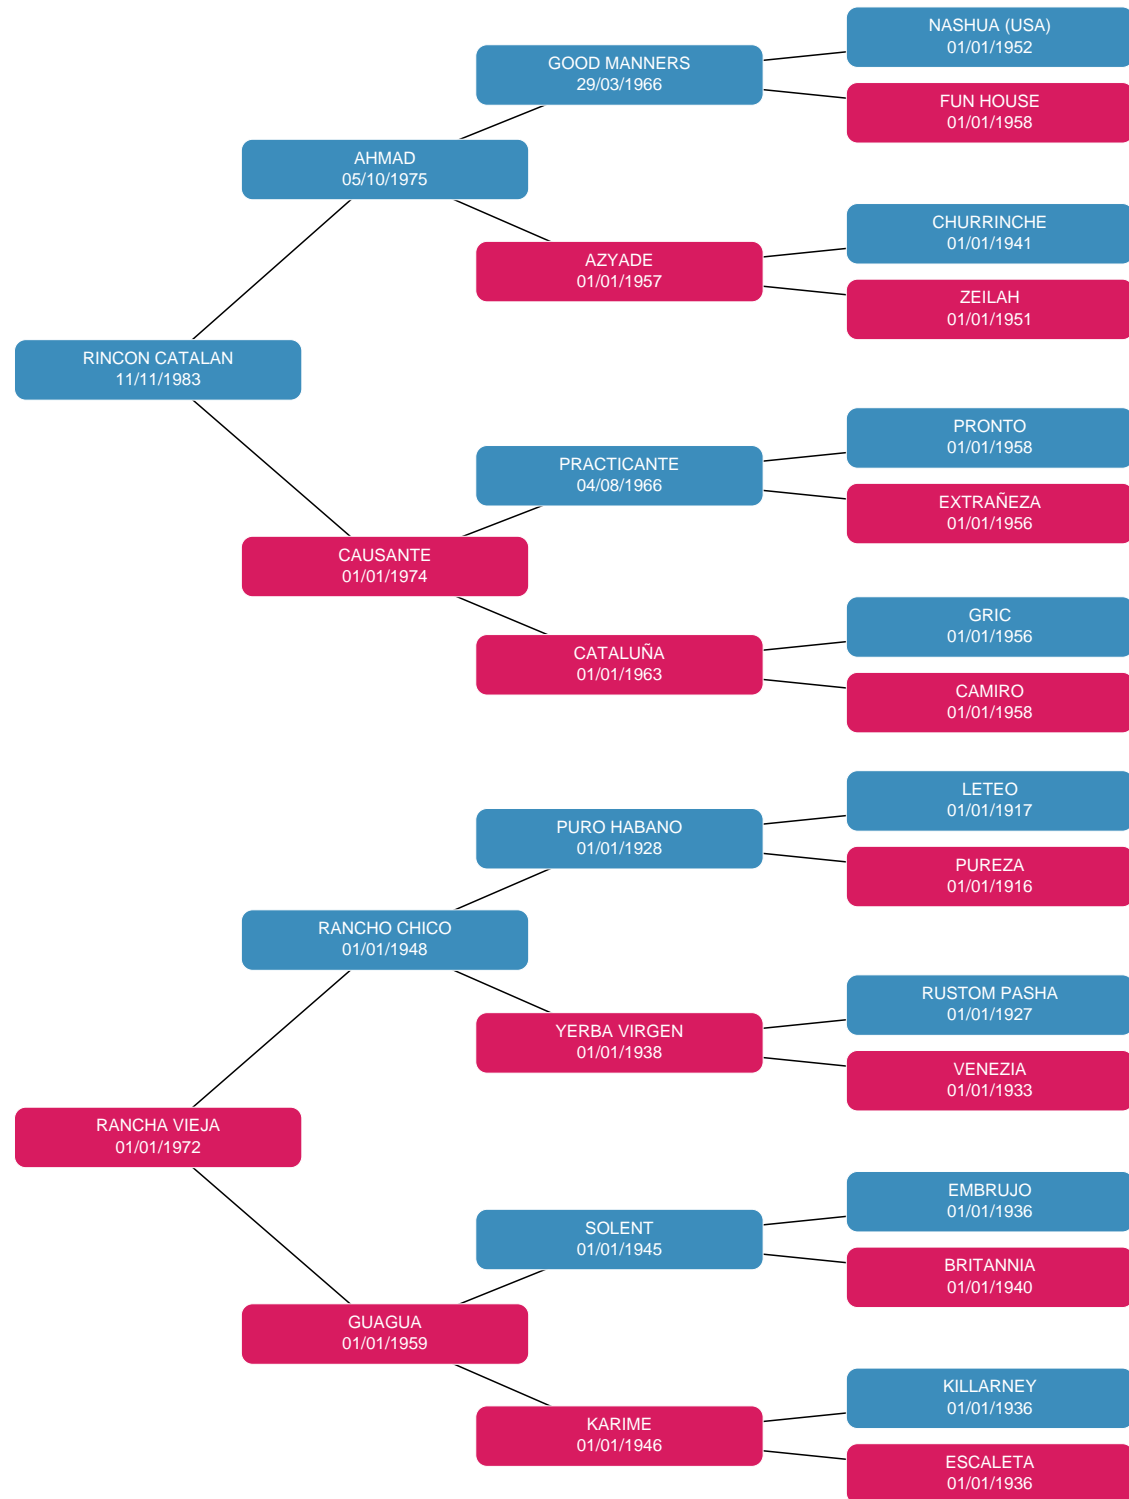 NASHUA (USA)
01/01/1952
GOOD MANNERS
29/03/1966
FUN HOUSE
01/01/1958
AHMAD
05/10/1975
CHURRINCHE
01/01/1941
AZYADE
01/01/1957
ZEILAH
01/01/1951
RINCON CATALAN
11/11/1983
PRONTO
01/01/1958
PRACTICANTE
04/08/1966
EXTRAÑEZA
01/01/1956
CAUSANTE
01/01/1974
GRIC
01/01/1956
CATALUÑA
01/01/1963
CAMIRO
01/01/1958
LETEO
01/01/1917
PURO HABANO
01/01/1928
PUREZA
01/01/1916
RANCHO CHICO
01/01/1948
RUSTOM PASHA
01/01/1927
YERBA VIRGEN
01/01/1938
VENEZIA
01/01/1933
RANCHA VIEJA
01/01/1972
EMBRUJO
01/01/1936
SOLENT
01/01/1945
BRITANNIA
01/01/1940
GUAGUA
01/01/1959
KILLARNEY
01/01/1936
KARIME
01/01/1946
ESCALETA
01/01/1936